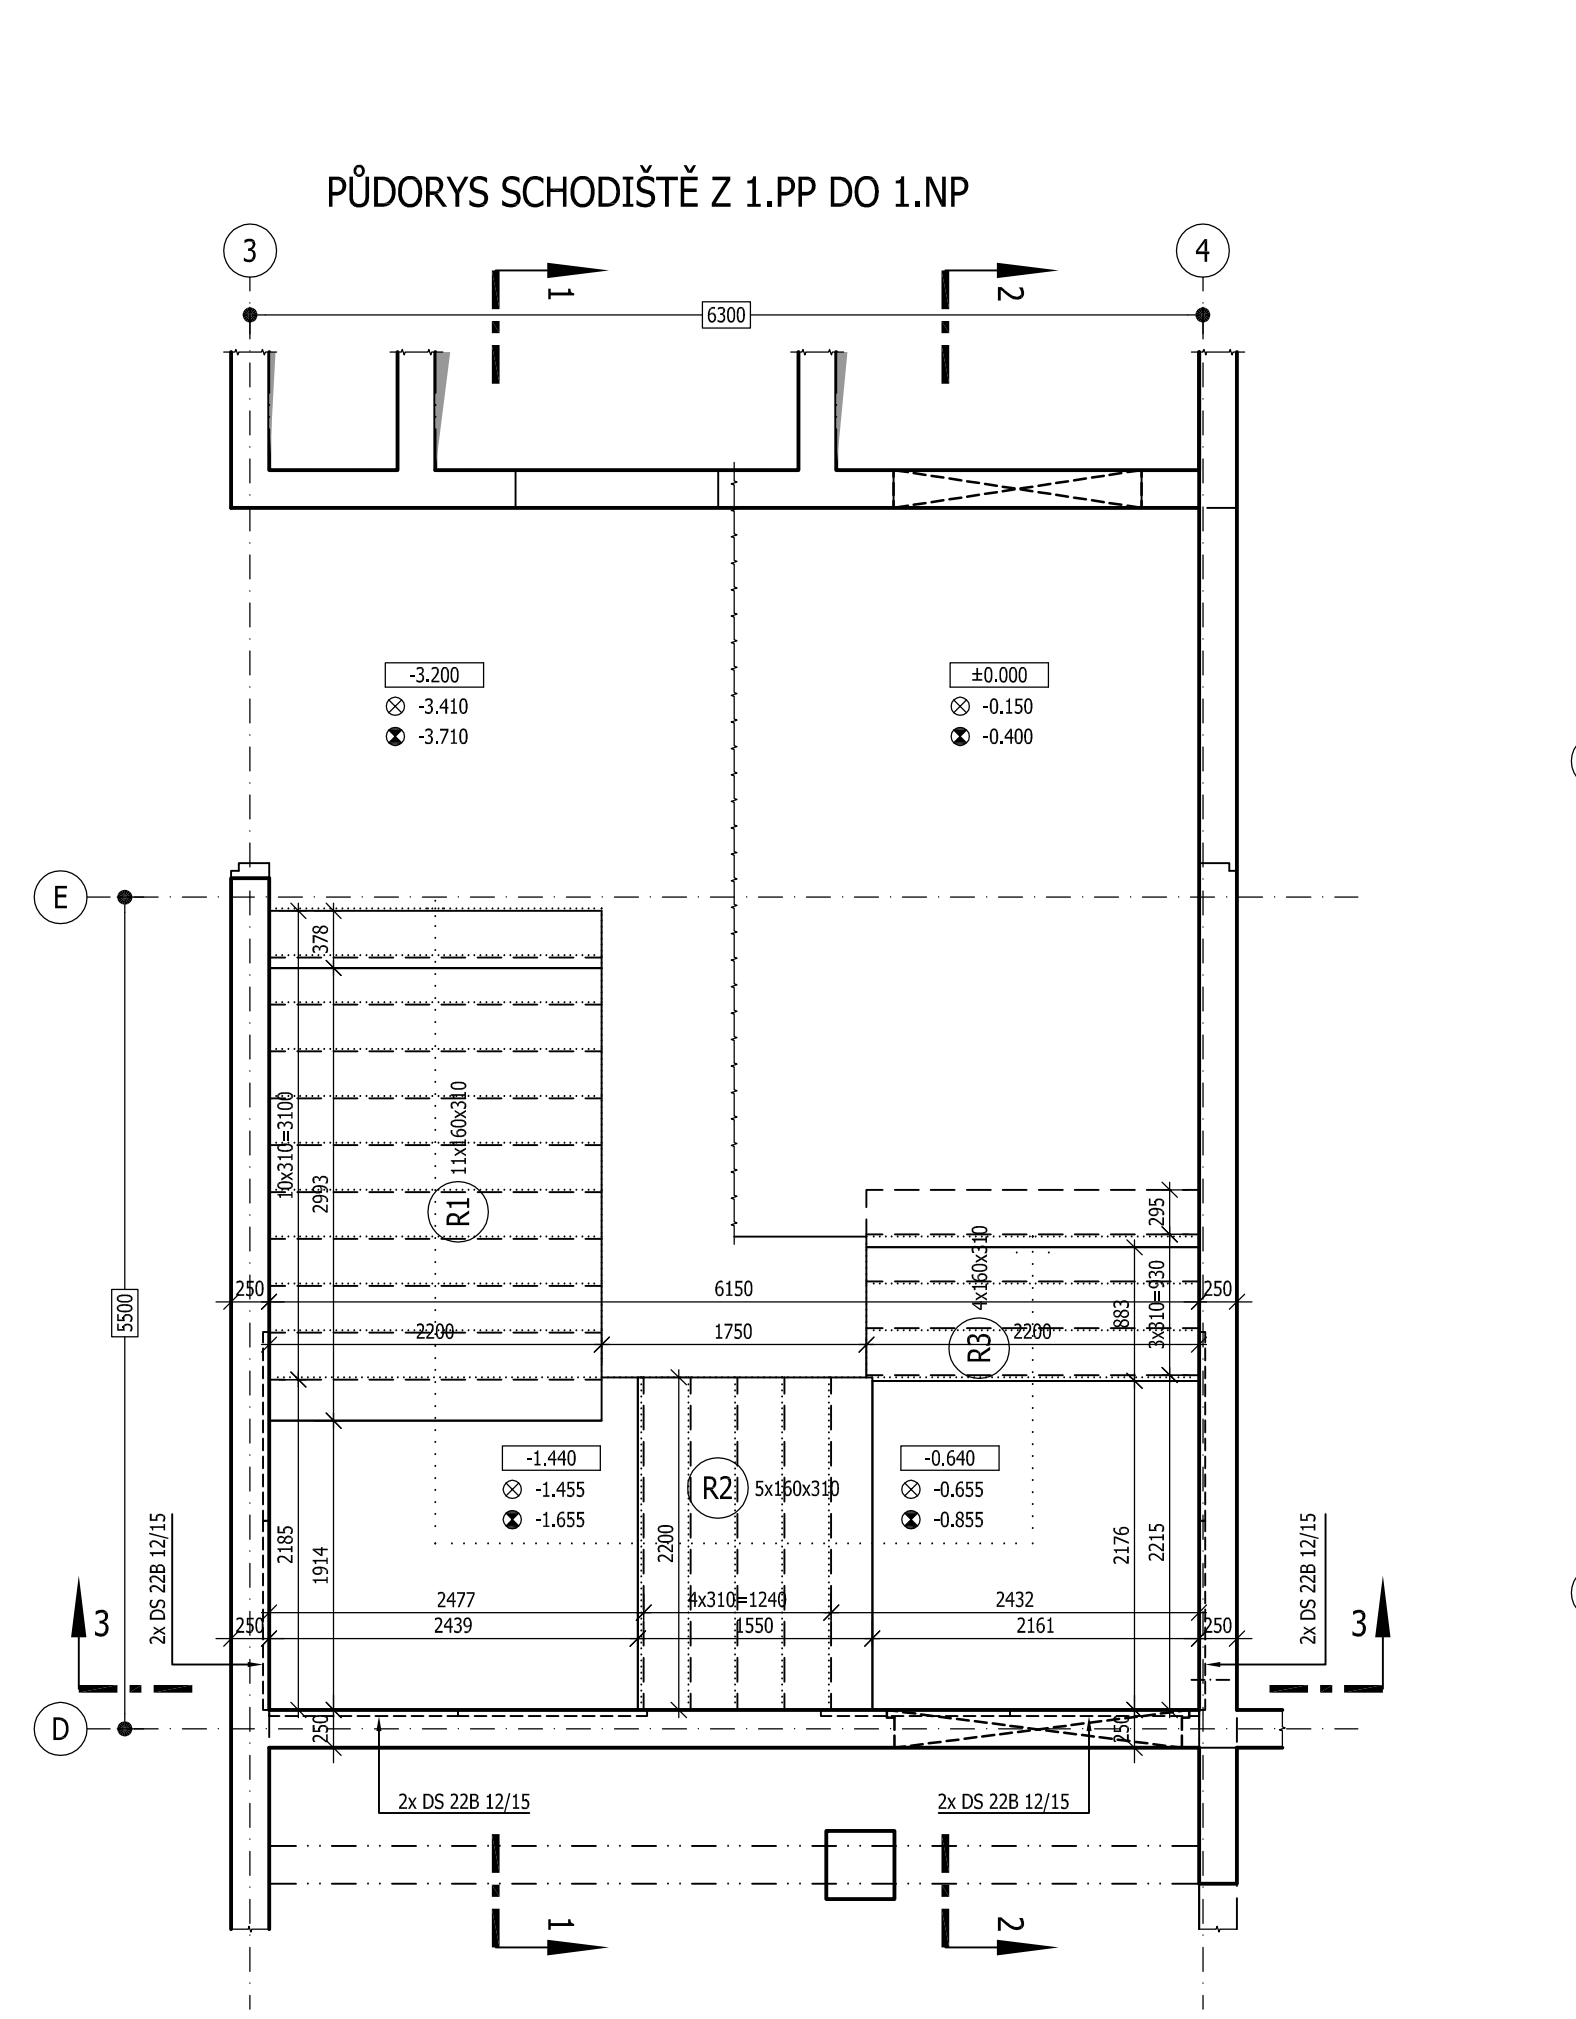 PŮDORYS SCHODIŠTĚ Z 1.PP DO 1.NP
3
4
1
2
6300
-3.200
-3.410
-3.710
±0.000
-0.150
-0.400
E
378
10x310=3100
2993
11x160x310
R1
5500
295
4x160x310
3x310=930
883
R3
250
6150
250
2200
1750
2200
-1.440
-1.455
-1.655
R2
5x160x310
-0.640
-0.655
-0.855
2x DS 22B 12/15
2185
1914
2200
2176
2215
2x DS 22B 12/15
2477
4x310=1240
2432
3
250
2439
1550
2161
250
3
D
250
250
2x DS 22B 12/15
2x DS 22B 12/15
1
2